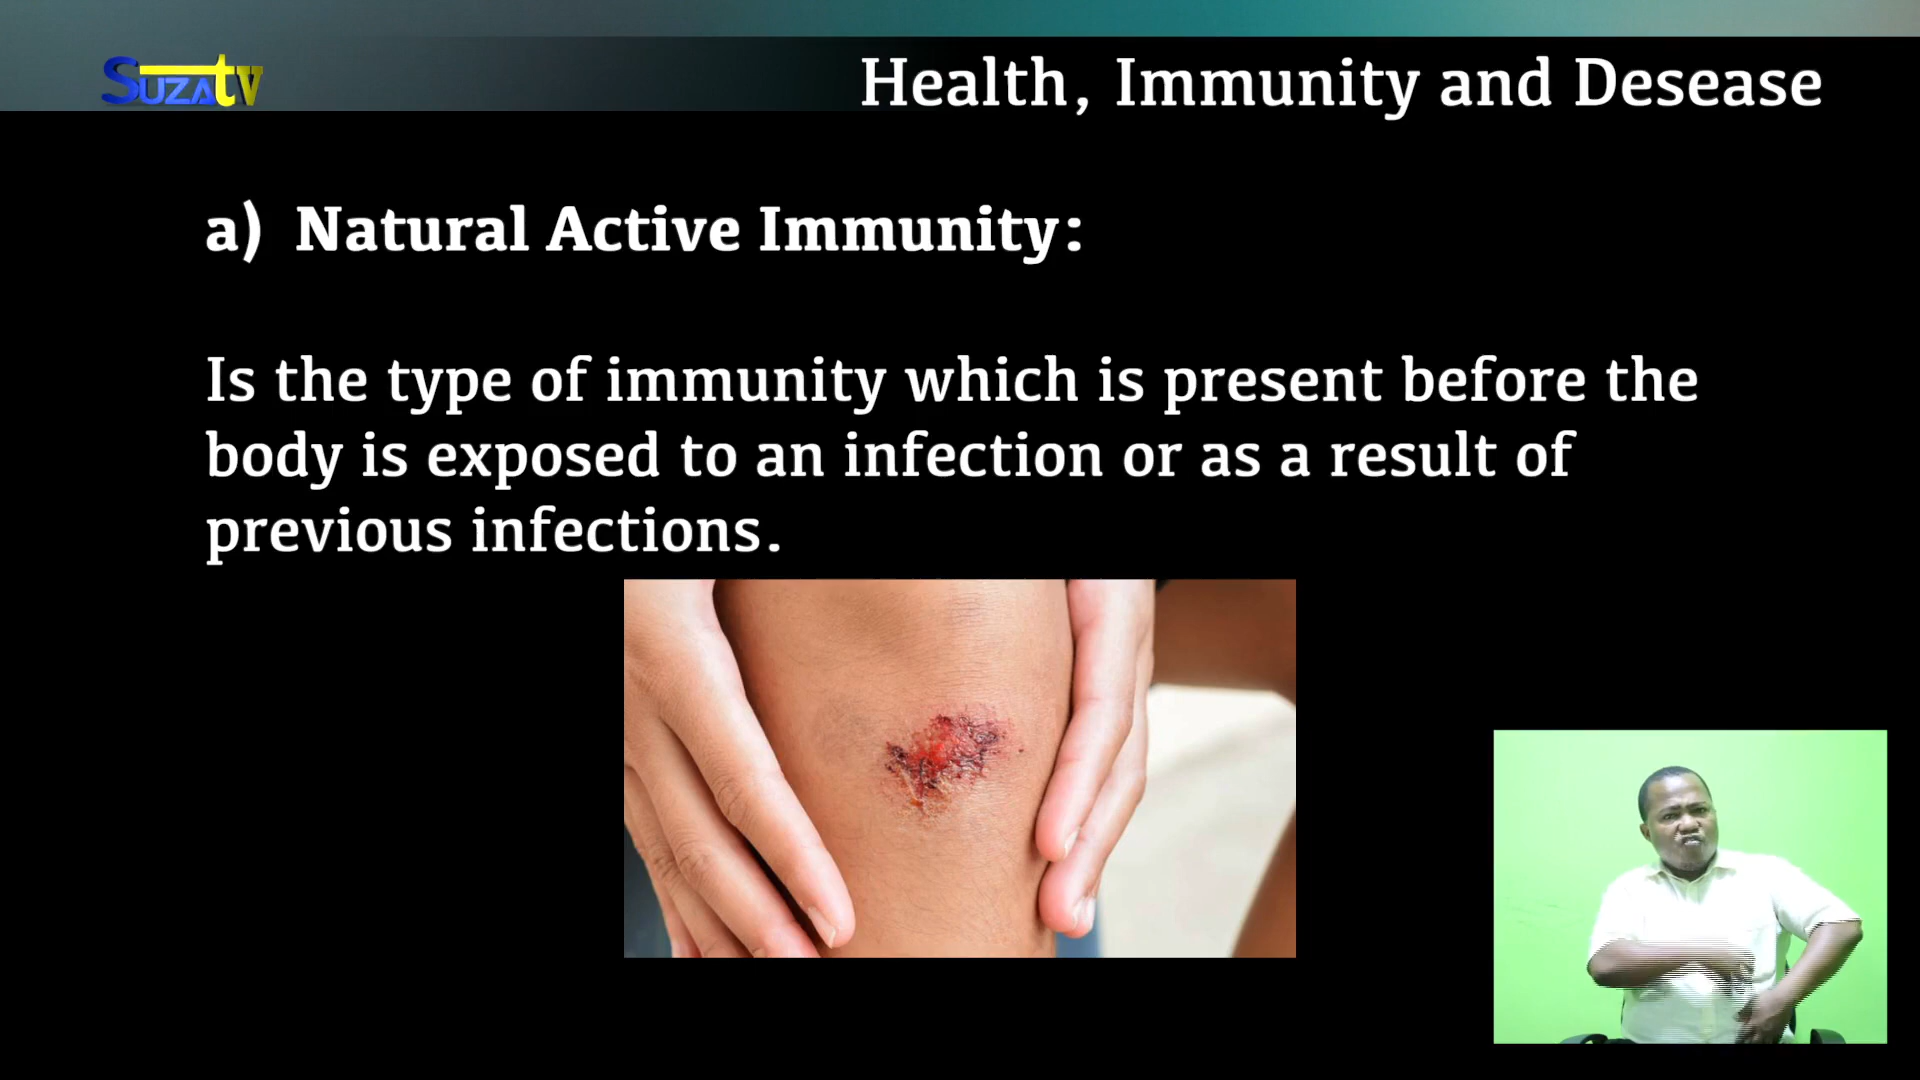 SUZAtv
Health, Immunity and Desease
a) Natural Active Immunity:
Is the type of immunity which is present before the
body is exposed to an infection or as a result of
previous infections.